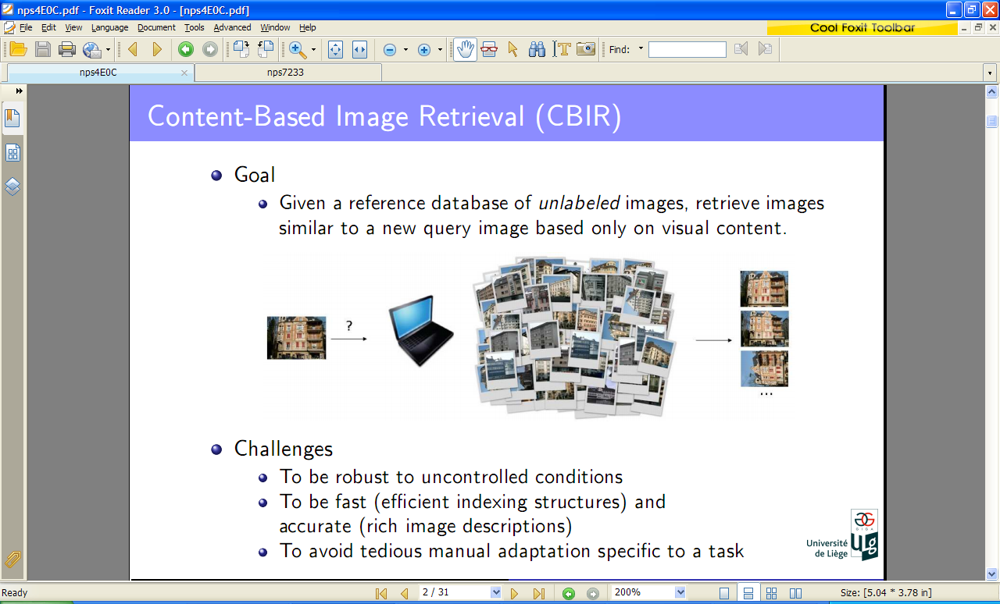 nps4E0C.pdf - Foxit Reader 3.0 - [nps4E0C.pdf]
File Edit View Language Document Tools Advanced Window Help
Cool Foxit Toolbar
Find:
nps4E0C
nps7233
Content-Based Image Retrieval (CBIR)
Goal
Given a reference database of unlabeled images, retrieve images
similar to a new query image based only on visual content.
?
...
Challenges
To be robust to uncontrolled conditions
To be fast (efficient indexing structures) and
accurate (rich image descriptions)
To avoid tedious manual adaptation specific to a task
GIGA
Université
de Liège
ulg
Ready
2 / 31
200%
Size: [5.04 * 3.78 in]